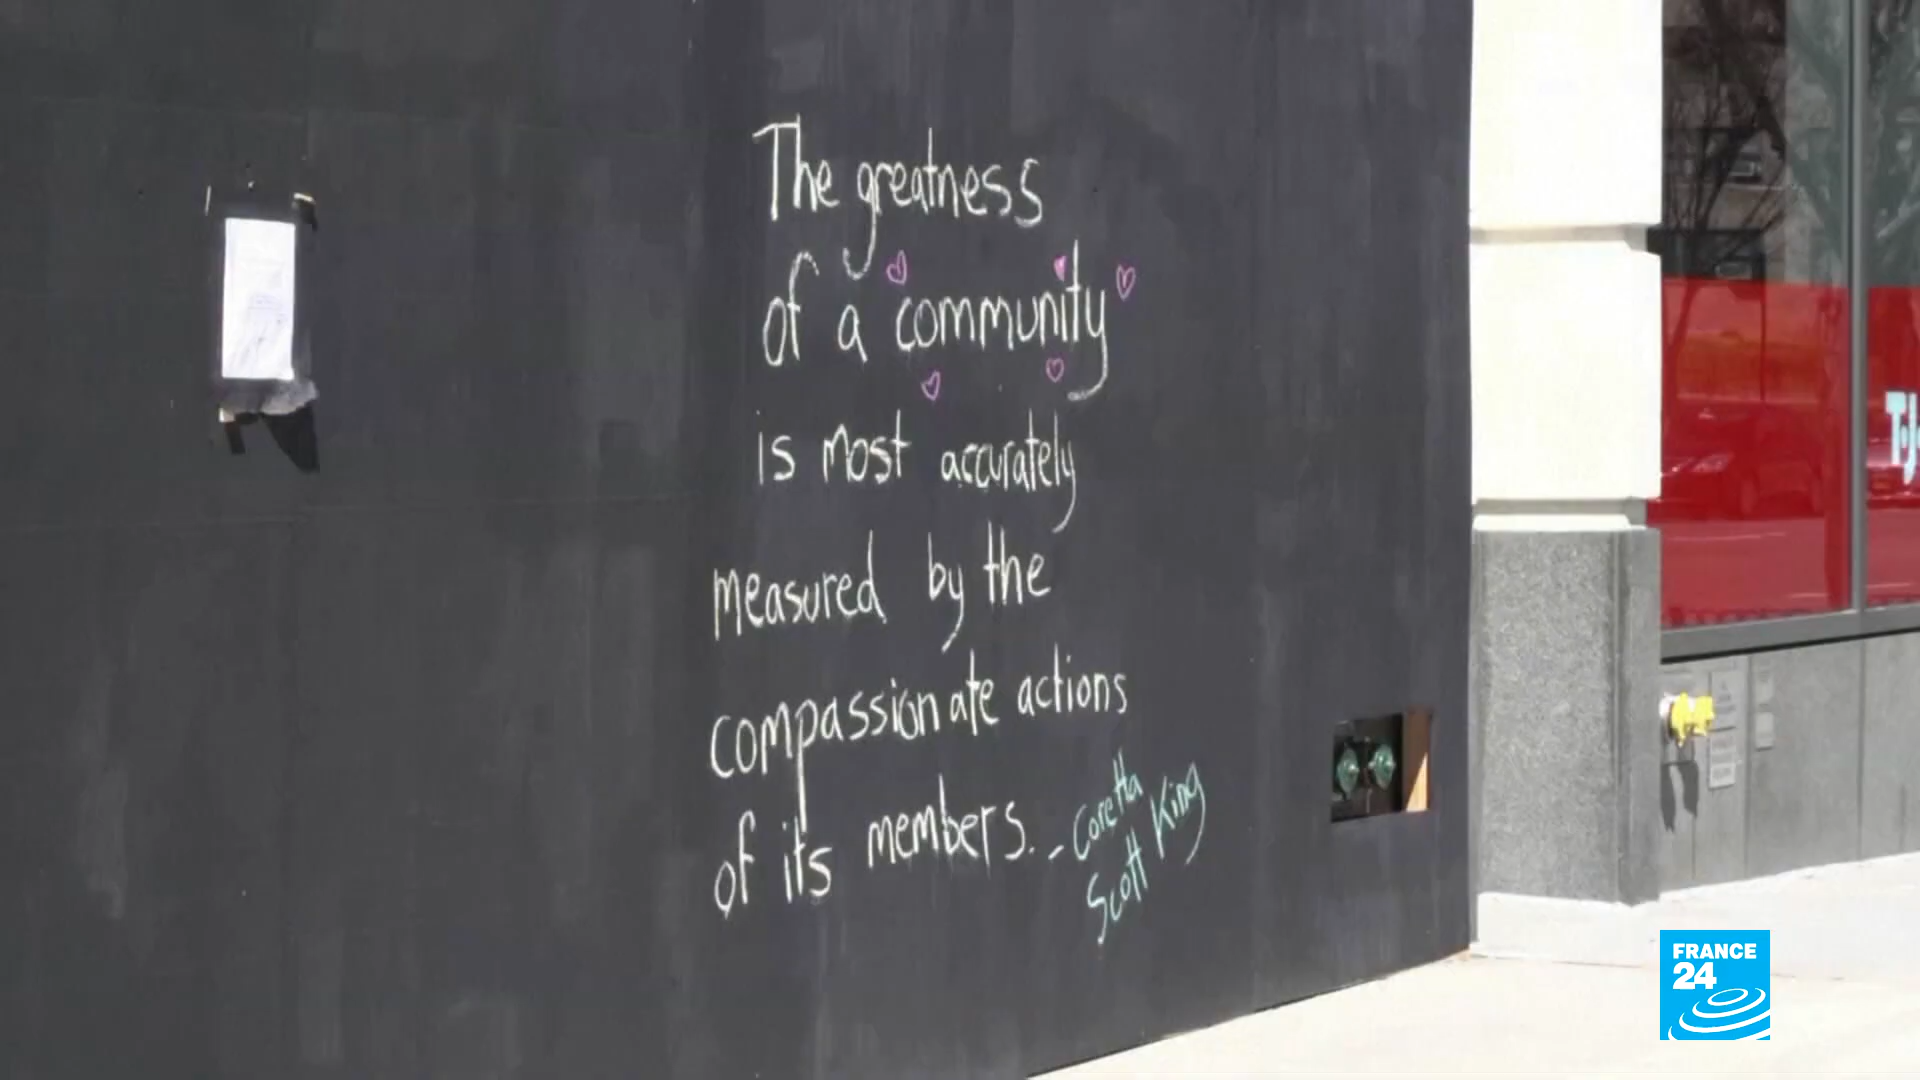 The greatness
of a community
is most accurately
measured by the
compassionate actions
of its members.
- Coretta
Scott King
FRANCE
24